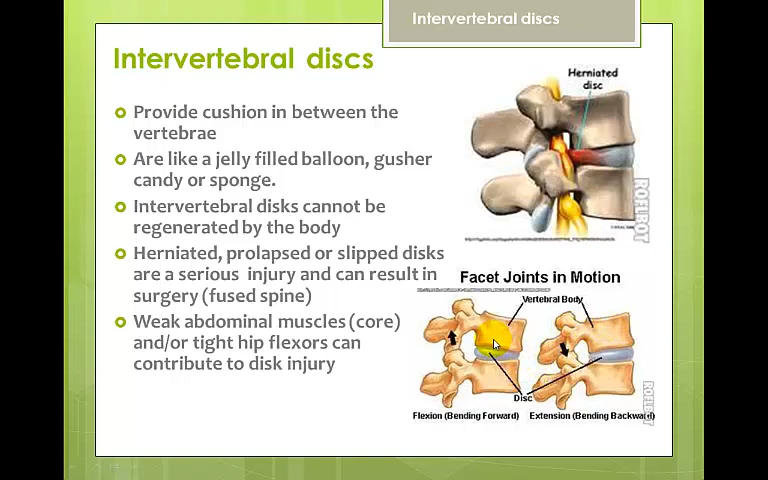 Intervertebral discs
Intervertebral discs
Provide cushion in between the
vertebrae
Are like a jelly filled balloon, gusher
candy or sponge.
Intervertebral disks cannot be
regenerated by the body
Herniated, prolapsed or slipped disks
are a serious injury and can result in
surgery (fused spine)
Weak abdominal muscles (core)
and/or tight hip flexors can
contribute to disk injury
Herniated
disc
ROELBOT
Facet Joints in Motion
Vertebral Body
Disc
Flexion (Bending Forward)
Extension (Bending Backward)